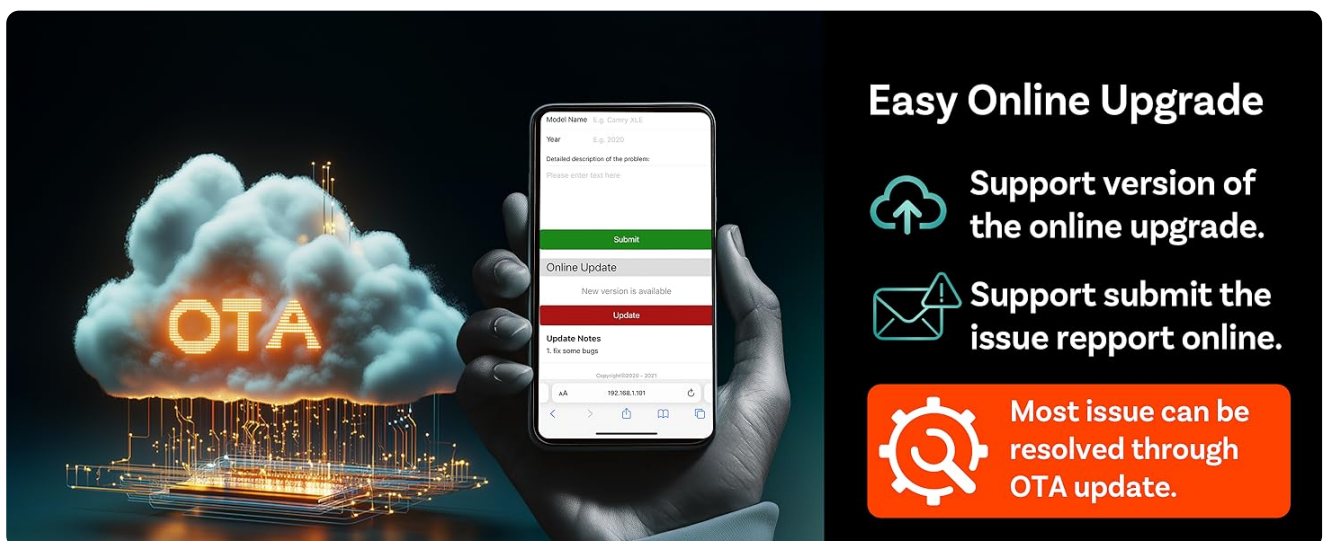 OTA
Model Name E.g. Camry XLE
Year E.g. 2020
Detailed description of the problem:
Please enter text here
Submit
Online Update
New version is available
Update
Update Notes
1. fix some bugs
Copyright©2020 - 2021
AA 192.168.1.101
Easy Online Upgrade
Support version of
the online upgrade.
Support submit the
issue repport online.
Most issue can be
resolved through
OTA update.